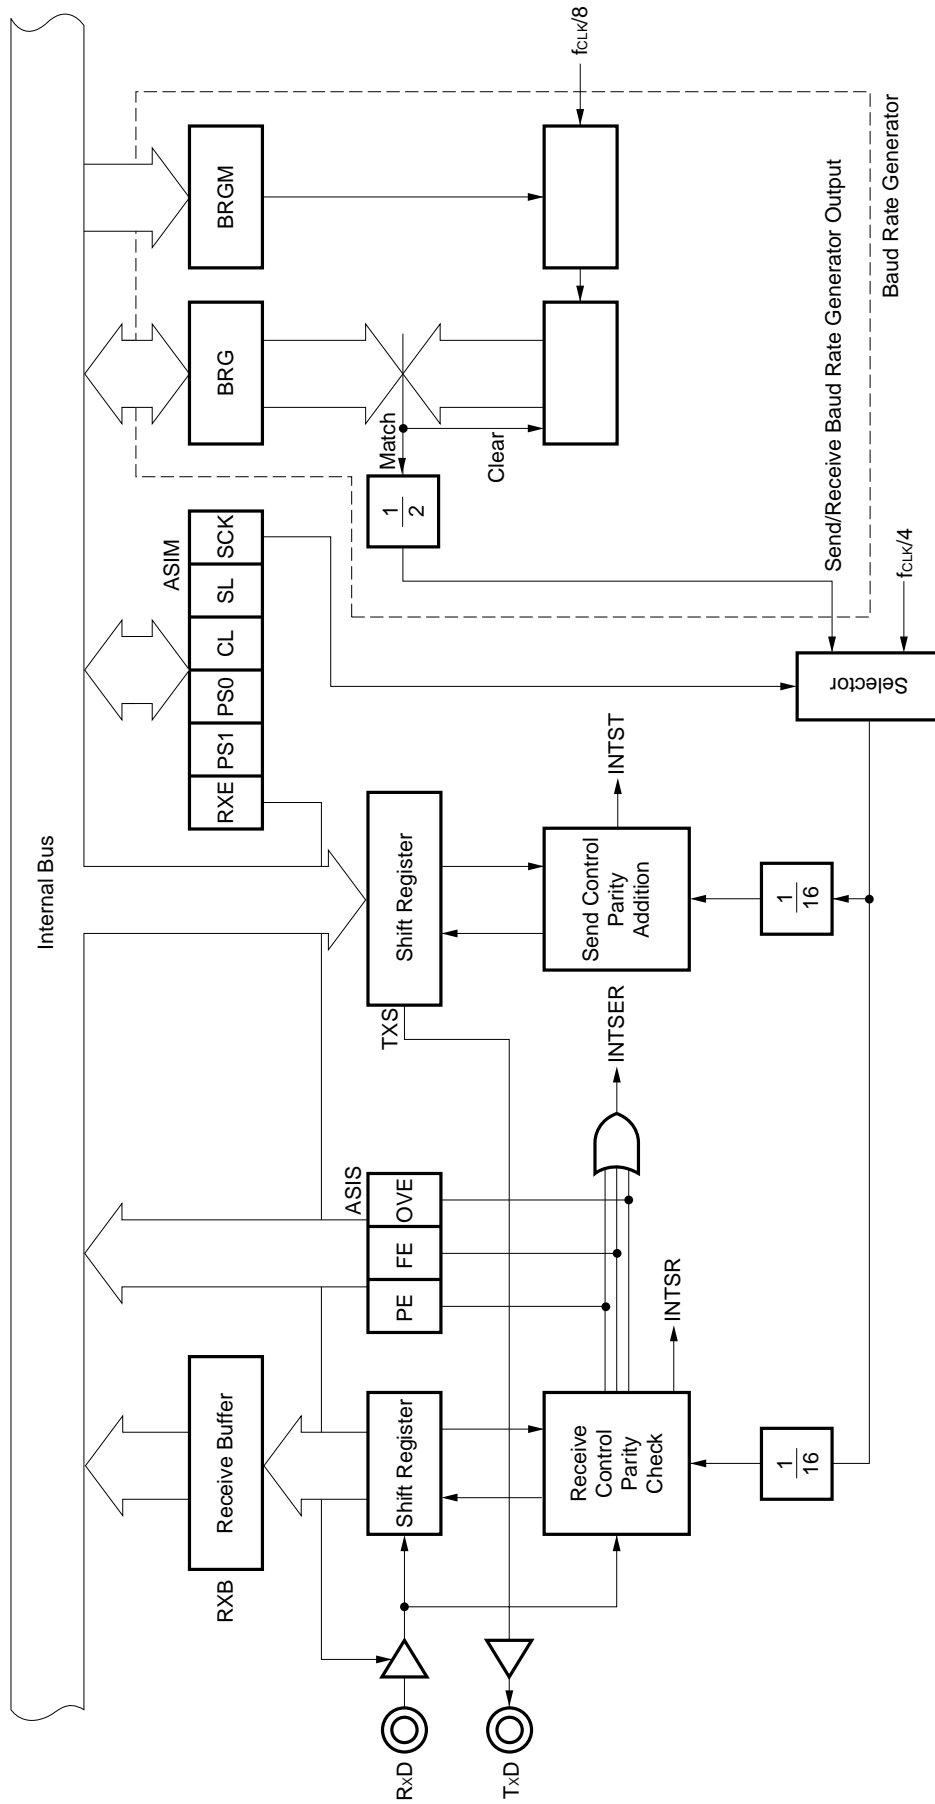 Internal Bus
RXB
Receive Buffer
ASIM
RXE
PS1
PS0
CL
SL
SCK
BRG
BRGM
RxD
Shift Register
ASIS
PE
FE
OVE
TXS
Shift Register
1
2
Match
Clear
TxD
Receive
Control
Parity
Check
INTSR
INTSER
Send Control
Parity
Addition
INTST
fCLK/8
1
16
1
16
Selector
Send/Receive Baud Rate Generator Output
Baud Rate Generator
fCLK/4